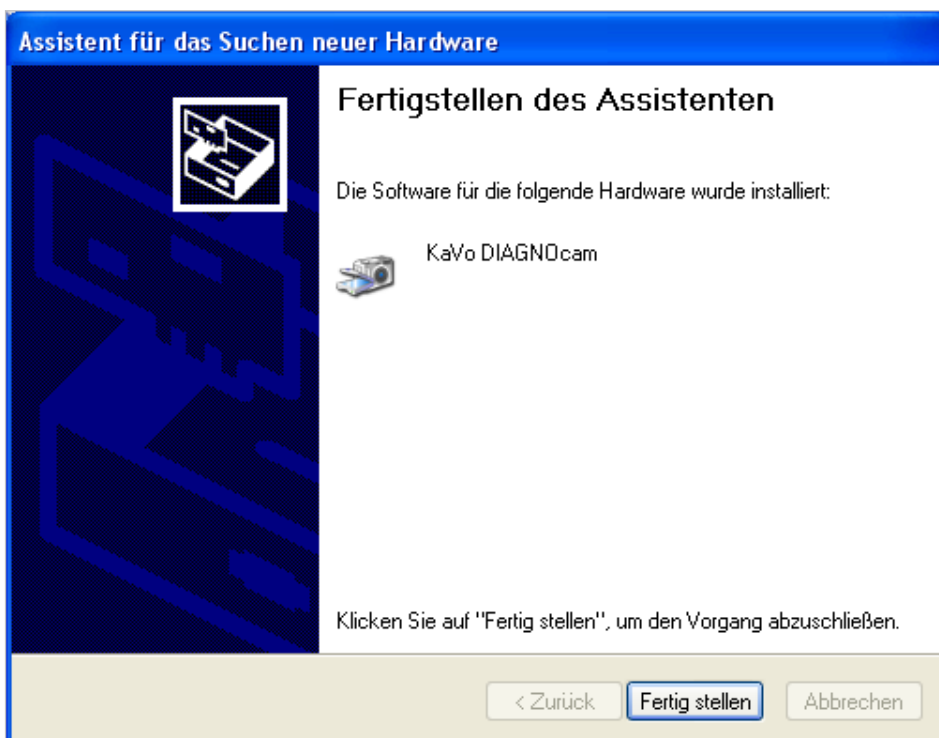 Assistent für das Suchen neuer Hardware
Fertigstellen des Assistenten
Die Software für die folgende Hardware wurde installiert:
KaVo DIAGNOcam
Klicken Sie auf "Fertig stellen", um den Vorgang abzuschließen.
< Zurück
Fertig stellen
Abbrechen